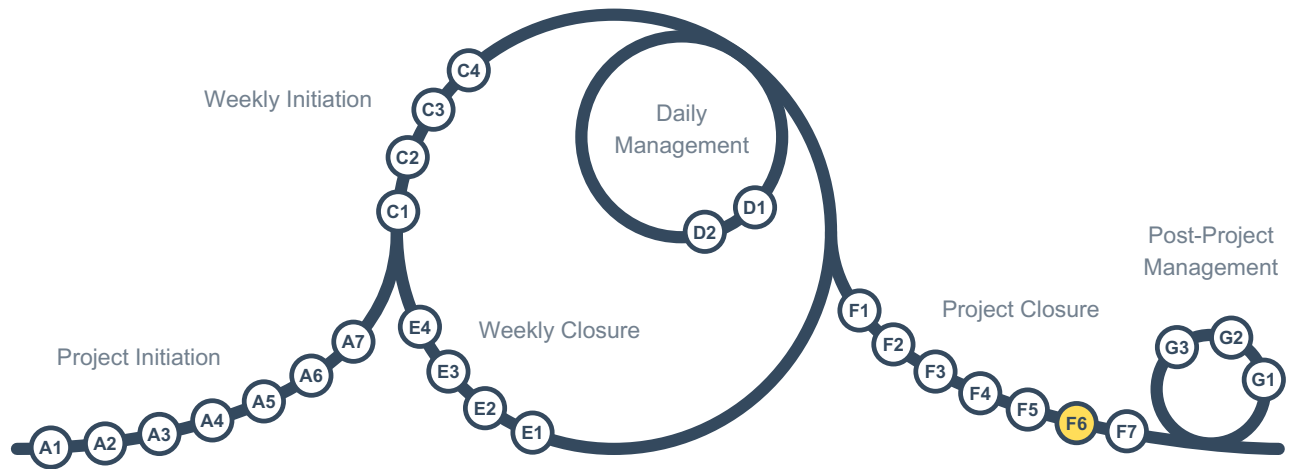 Project Initiation
A1
A2
A3
A4
A5
A6
A7
Weekly Initiation
C1
C2
C3
C4
Daily
Management
D1
D2
Weekly Closure
E1
E2
E3
E4
Project Closure
F1
F2
F3
F4
F5
F6
F7
Post-Project
Management
G1
G2
G3